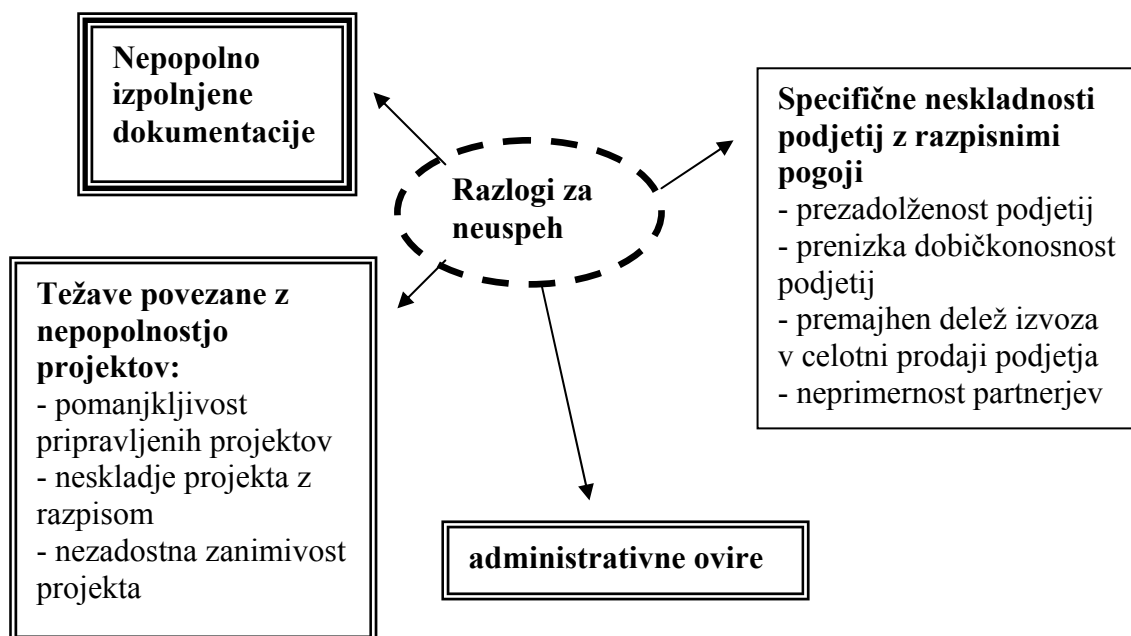 Nepopolno
izpolnjene
dokumentacije
Specifične neskladnosti
podjetij z razpisnimi
pogoji
- prezadolženost podjetij
- prenizka dobičkonosnost
podjetij
- premajhen delež izvoza
v celotni prodaji podjetja
- neprimernost partnerjev
Razlogi za
neuspeh
Težave povezane z
nepopolnostjo
projektov:
- pomanjkljivost
pripravljenih projektov
- neskladje projekta z
razpisom
- nezadostna zanimivost
projekta
administrativne ovire